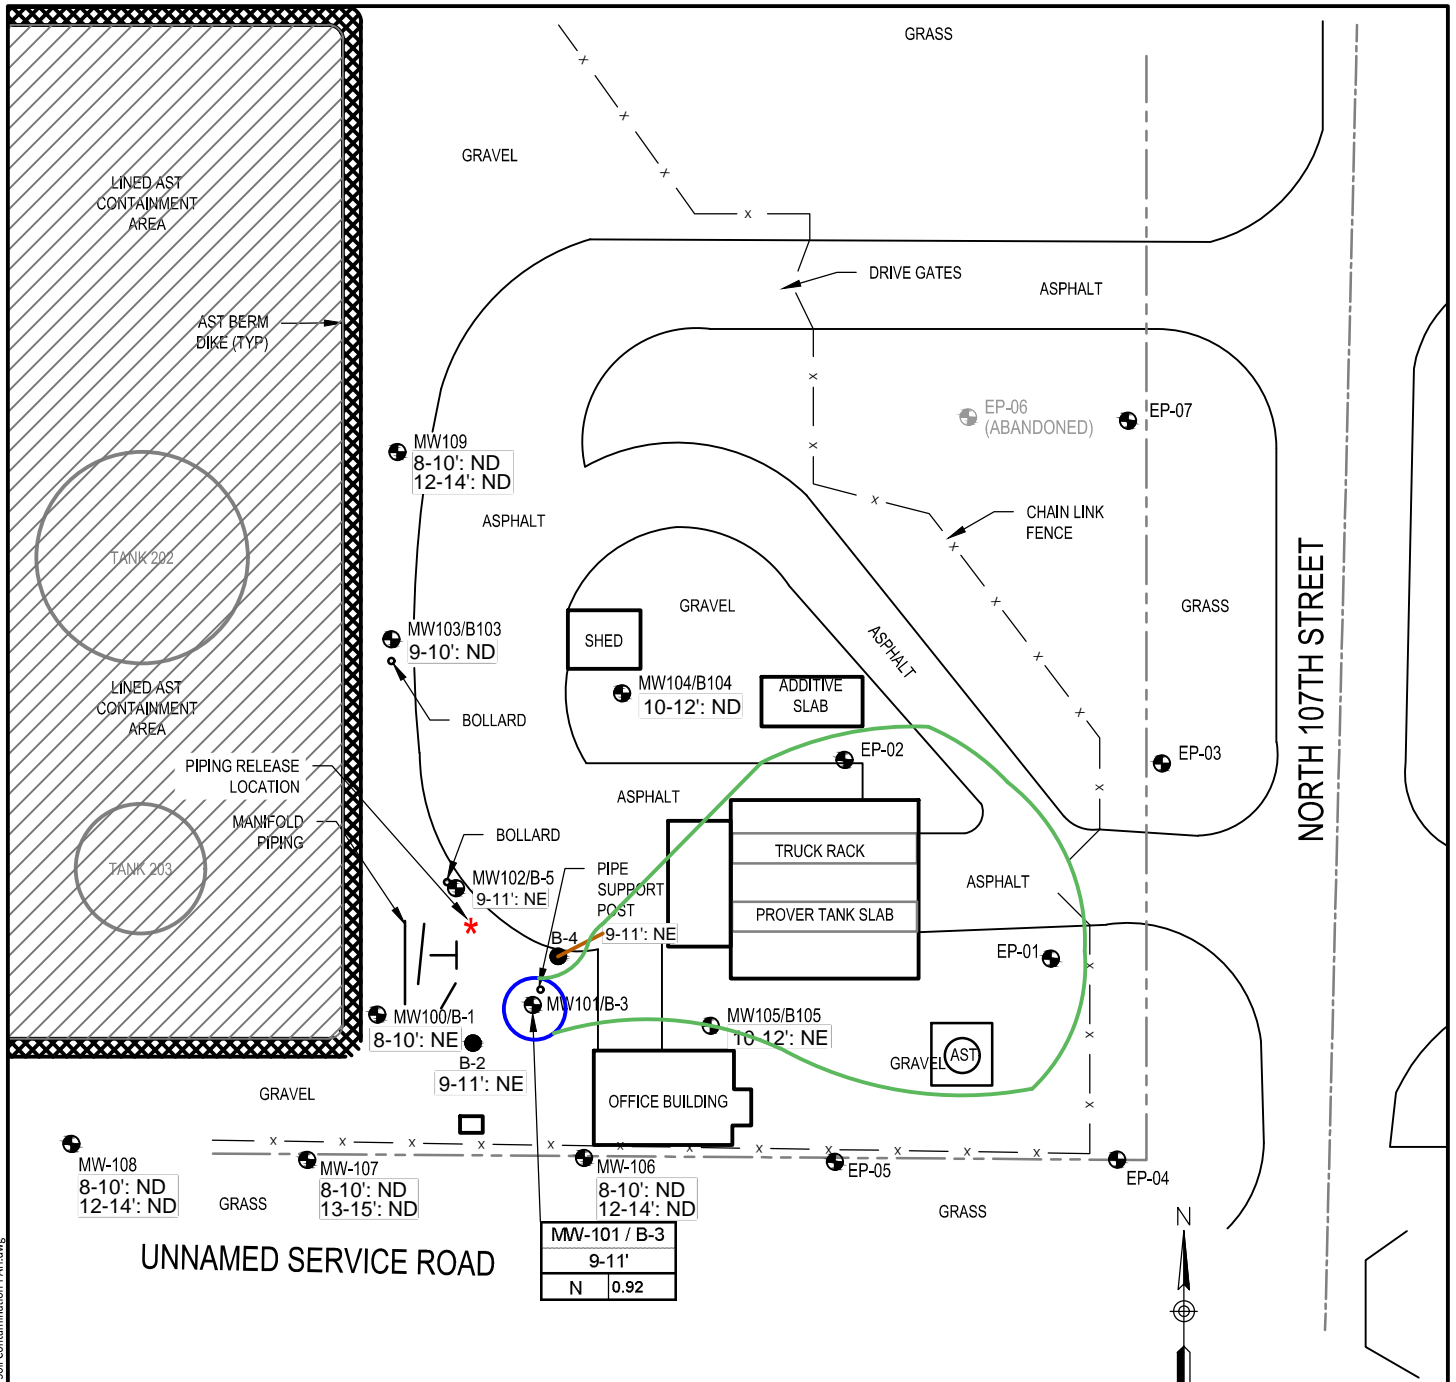 GRASS
GRAVEL
LINED AST
CONTAINMENT
AREA
DRIVE GATES
ASPHALT
AST BERM
DIKE (TYP)
EP-06
(ABANDONED)
EP-07
MW109
8-10': ND
12-14': ND
ASPHALT
CHAIN LINK
FENCE
TANK 202
NORTH 107TH STREET
GRAVEL
GRASS
SHED
MW103/B103
9-10': ND
ASPHALT
LINED AST
CONTAINMENT
AREA
MW104/B104
10-12': ND
ADDITIVE
SLAB
BOLLARD
EP-02
EP-03
PIPING RELEASE
LOCATION
ASPHALT
MANIFOLD
PIPING
BOLLARD
TRUCK RACK
TANK 203
PIPE
SUPPORT
POST
MW102/B-5
9-11': NE
ASPHALT
PROVER TANK SLAB
*
B-4
9-11': NE
EP-01
MW101/B-3
MW100/B-1
8-10': NE
MW105/B105
10-12': NE
B-2
9-11': NE
GRAVEL
AST
GRAVEL
OFFICE BUILDING
MW-108
8-10': ND
12-14': ND
MW-107
8-10': ND
13-15': ND
MW-106
8-10': ND
12-14': ND
EP-05
EP-04
GRASS
GRASS
UNNAMED SERVICE ROAD
MW-101 / B-3
9-11'
N 0.92
N